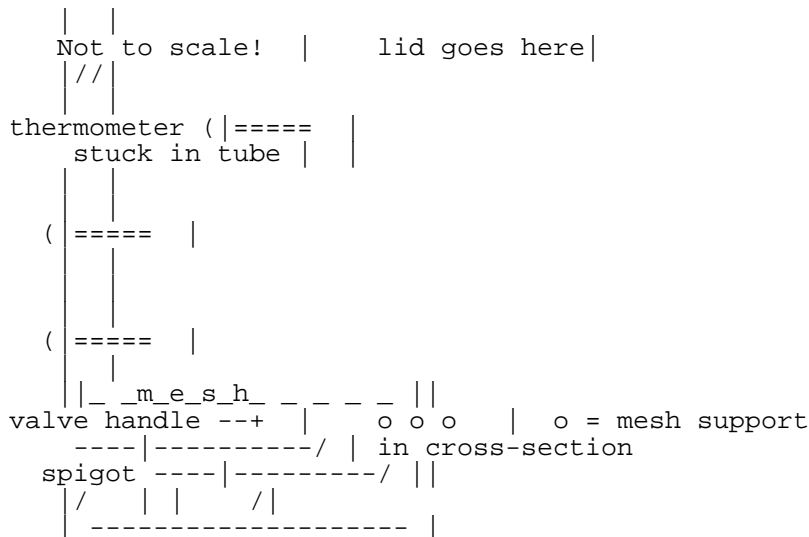 Not to scale! | lid goes here|
thermometer (|===== |
stuck in tube | |
(|===== |
(|===== |
||_ _m_e_s_h_ _ _ _ _ ||
valve handle --+ | o o o | o = mesh support
----|----------/ | in cross-section
spigot ----|---------/ ||